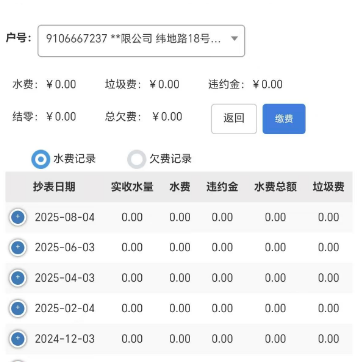 户号： 9106667237 **限公司 纬地路18号...
水费：￥0.00 垃圾费：￥0.00 违约金：￥0.00
结零：￥0.00 总欠费：￥0.00 返回 缴费
水费记录 欠费记录
抄表日期 实收水量 水费 违约金 水费总额 垃圾费
+ 2025-08-04 0.00 0.00 0.00 0.00 0.00
+ 2025-06-03 0.00 0.00 0.00 0.00 0.00
+ 2025-04-03 0.00 0.00 0.00 0.00 0.00
+ 2025-02-04 0.00 0.00 0.00 0.00 0.00
+ 2024-12-03 0.00 0.00 0.00 0.00 0.00